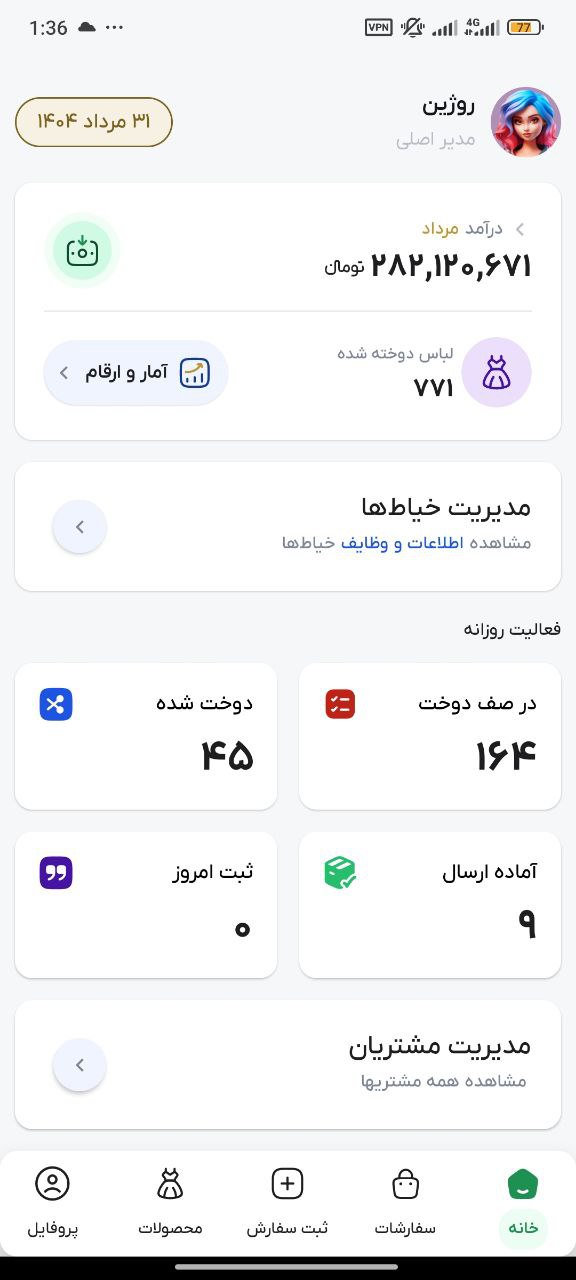 1:36
VPN
4G
77
روژین
مدیر اصلی
۳۱ مرداد ۱۴۰۴
درآمد مرداد
۲۸۲,۱۲۰,۶۷۱ تومان
لباس دوخته شده
۷۷۱
آمار و ارقام
مدیریت خیاط‌ها
مشاهده اطلاعات و وظایف خیاط‌ها
فعالیت روزانه
در صف دوخت
۱۶۴
دوخت شده
۴۵
آماده ارسال
۹
ثبت امروز
۰
مدیریت مشتریان
مشاهده همه مشتریها
خانه
سفارشات
ثبت سفارش
محصولات
پروفایل